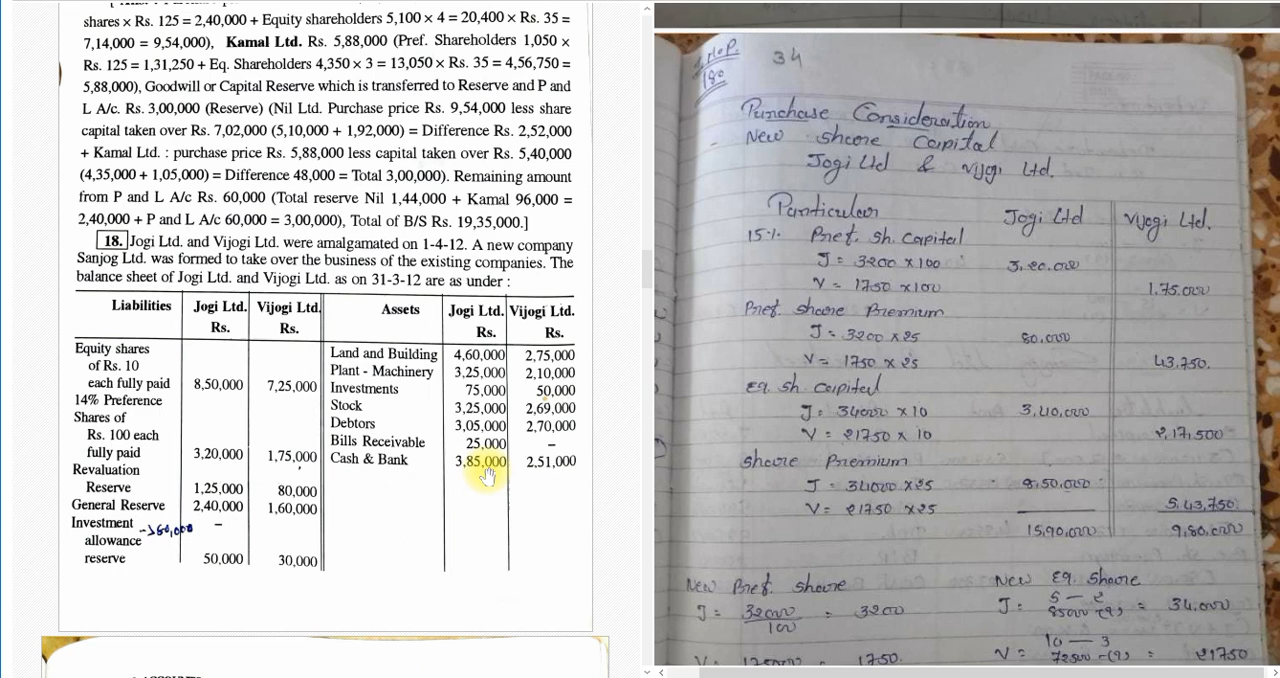 shares × Rs. 125 = 2,40,000 + Equity shareholders 5,100 × 4 = 20,400 × Rs. 35 =
7,14,000 = 9,54,000), Kamal Ltd. Rs. 5,88,000 (Pref. Shareholders 1,050 ×
Rs. 125 = 1,31,250 + Eq. Shareholders 4,350 × 3 = 13,050 × Rs. 35 = 4,56,750 =
5,88,000), Goodwill or Capital Reserve which is transferred to Reserve and P and
L A/c. Rs. 3,00,000 (Reserve) (Nil Ltd. Purchase price Rs. 9,54,000 less share
capital taken over Rs. 7,02,000 (5,10,000 + 1,92,000) = Difference Rs. 2,52,000
+ Kamal Ltd. : purchase price Rs. 5,88,000 less capital taken over Rs. 5,40,000
(4,35,000 + 1,05,000) = Difference 48,000 = Total 3,00,000). Remaining amount
from P and L A/c Rs. 60,000 (Total reserve Nil 1,44,000 + Kamal 96,000 =
2,40,000 + P and L A/c 60,000 = 3,00,000), Total of B/S Rs. 19,35,000.]
18. Jogi Ltd. and Vijogi Ltd. were amalgamated on 1-4-12. A new company
Sanjog Ltd. was formed to take over the business of the existing companies. The
balance sheet of Jogi Ltd. and Vijogi Ltd. as on 31-3-12 are as under :
Liabilities Jogi Ltd. Vijogi Ltd. Assets Jogi Ltd. Vijogi Ltd.
Rs. Rs. Rs. Rs.
Equity shares
of Rs. 10
each fully paid 8,50,000 7,25,000
14% Preference
Shares of
Rs. 100 each
fully paid 3,20,000 1,75,000
Revaluation
Reserve 1,25,000 80,000
General Reserve 2,40,000 1,60,000
Investment -
allowance
reserve 50,000 30,000
Land and Building 4,60,000 2,75,000
Plant - Machinery 3,25,000 2,10,000
Investments 75,000 50,000
Stock 3,25,000 2,69,000
Debtors 3,05,000 2,70,000
Bills Receivable 25,000 –
Cash & Bank 3,85,000 2,51,000
34
180
Purchase Consideration
New share Capital
Jogi Ltd & Vijogi Ltd.
Particular Jogi Ltd Vijogi Ltd.
15% Pref. sh. capital
J = 3200 x 100 3,20,000
V = 1750 x 100 1,75,000
Pref. share Premium
J = 3200 x 25 80,000
V = 1750 x 25 43,750.
Eq. sh. capital
J = 34000 x 10 3,40,000
V = 21750 x 10 2,17,500
Share Premium
J = 34000 x 25 8,50,000
V = 21750 x 25 5,43,750
15,90,000 9,80,000
New Pref. Share New Eq. Share
5 – 2
J = 32000/100 = 3200 J = 85000 – (?) = 34,000
10 – 3
1750. V = 72500 – (?) = 21750